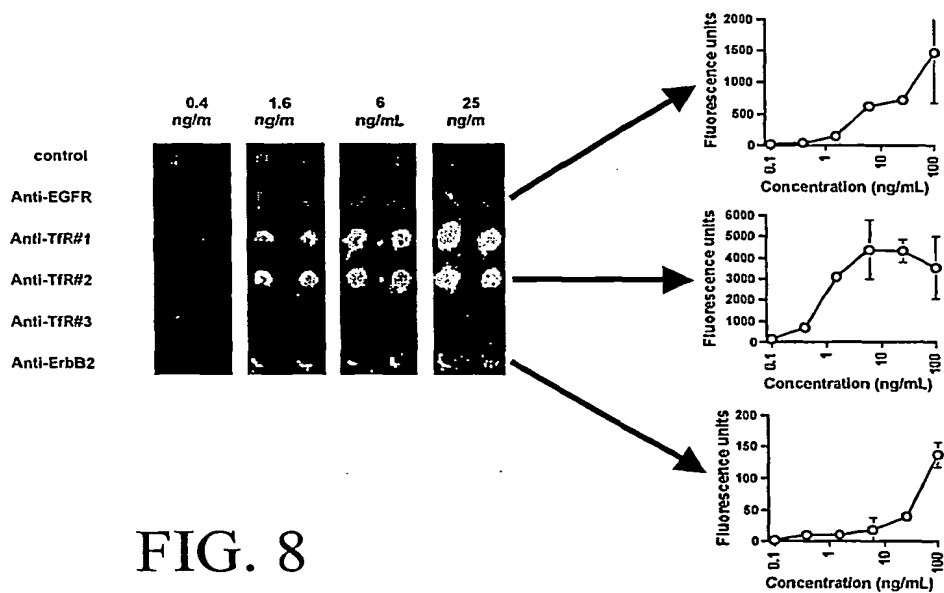 0.4 ng/m
1.6 ng/m
6 ng/mL
25 ng/m
control
Anti-EGFR
Anti-TfR#1
Anti-TfR#2
Anti-TfR#3
Anti-ErbB2
Fluorescence units
2000
1500
1000
500
0
0.1
1
10
100
Concentration (ng/mL)
Fluorescence units
6000
5000
4000
3000
2000
1000
0
0.1
1
10
100
Concentration (ng/mL)
Fluorescence units
200
150
100
50
0
0.1
1
10
100
Concentration (ng/mL)
FIG. 8